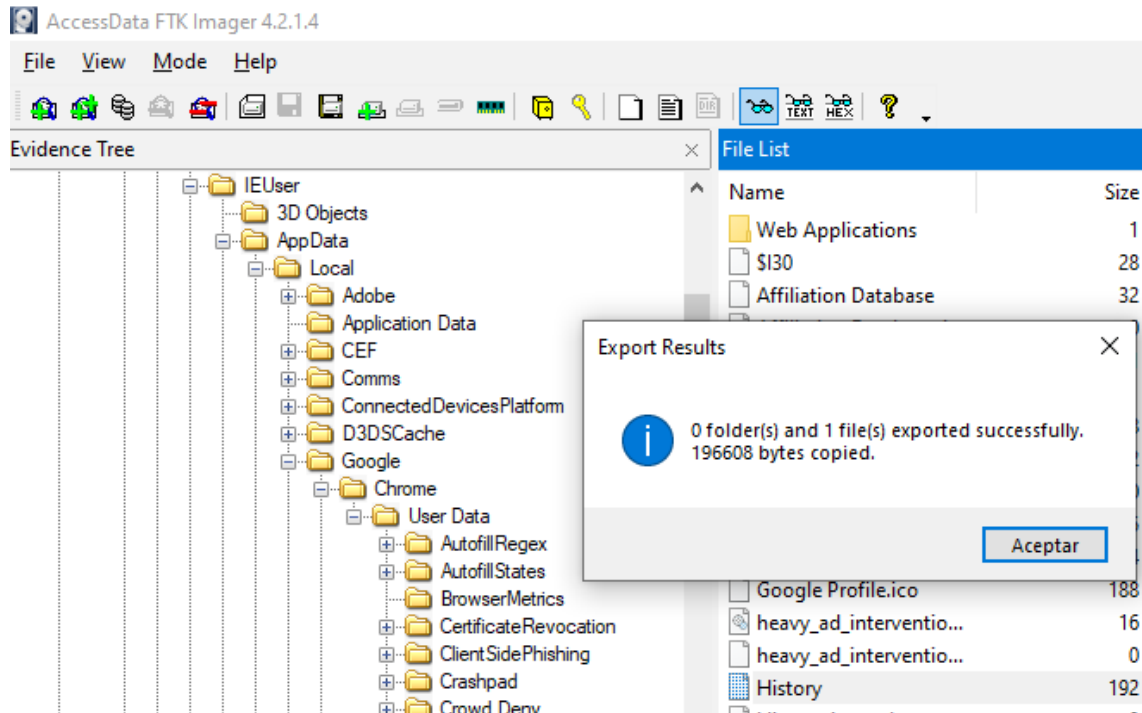 AccessData FTK Imager 4.2.1.4
File View Mode Help
DIR TEXT HEX
Evidence Tree
IEUser
3D Objects
AppData
Local
Adobe
Application Data
CEF
Comms
ConnectedDevicesPlatform
D3DSCache
Google
Chrome
User Data
AutofillRegex
AutofillStates
BrowserMetrics
CertificateRevocation
ClientSidePhishing
Crashpad
Crowd Deny
File List
Name Size
Web Applications 1
$I30 28
Affiliation Database 32
Export Results
0 folder(s) and 1 file(s) exported successfully.
196608 bytes copied.
Aceptar
Google Profile.ico 188
heavy_ad_interventio... 16
heavy_ad_interventio... 0
History 192